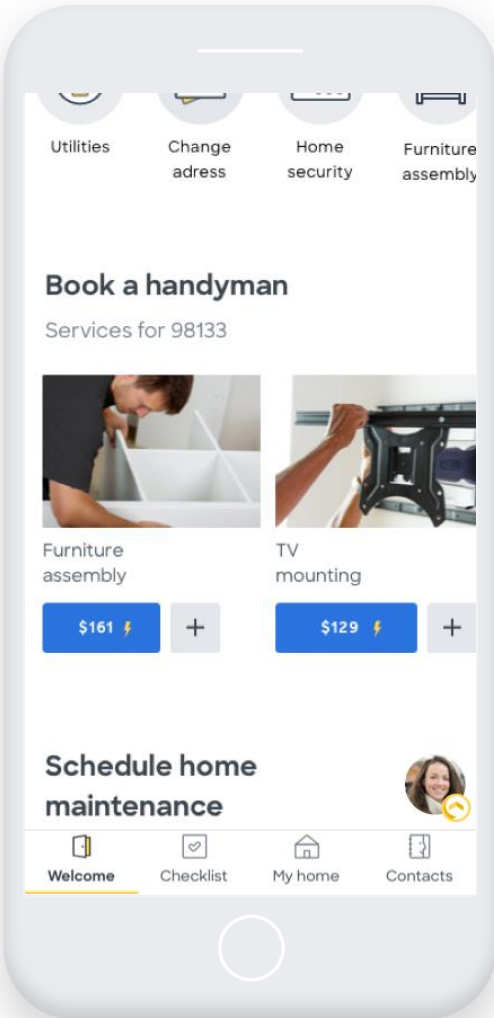 Utilities
Change
adress
Home
security
Furniture
assembly
Book a handyman
Services for 98133
Furniture
assembly
TV
mounting
$161
$129
Schedule home
maintenance
Welcome
Checklist
My home
Contacts